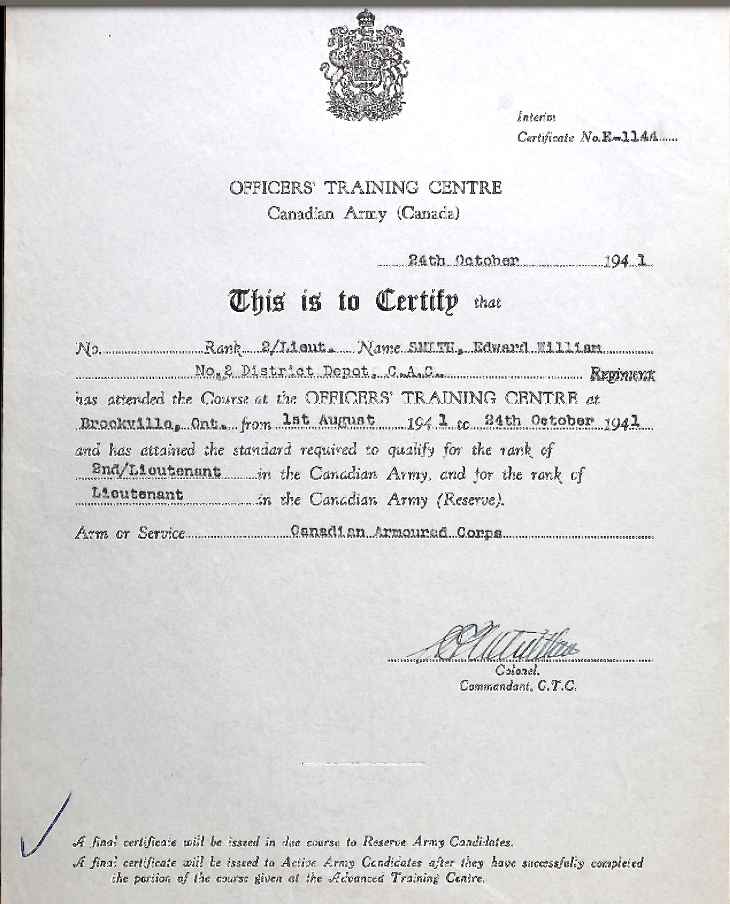 Interim
Certificate No. E-1144
OFFICERS' TRAINING CENTRE
Canadian Army (Canada)
24th October 1941
This is to Certify that
No. Rank 2/Lieut. Name SMITH, Edward William
No.2 District Depot, C.A.C. Regiment
has attended the Course at the OFFICERS' TRAINING CENTRE at
Brockville, Ont. from 1st August 1941 to 24th October 1941
and has attained the standard required to qualify for the rank of
2nd/Lieutenant in the Canadian Army, and for the rank of
Lieutenant in the Canadian Army (Reserve).
Arm or Service Canadian Armoured Corps
Colonel.
Commandant, O.T.C.
A final certificate will be issued in due course to Reserve Army Candidates.
A final certificate will be issued to Active Army Candidates after they have successfully completed
the portion of the course given at the Advanced Training Centre.